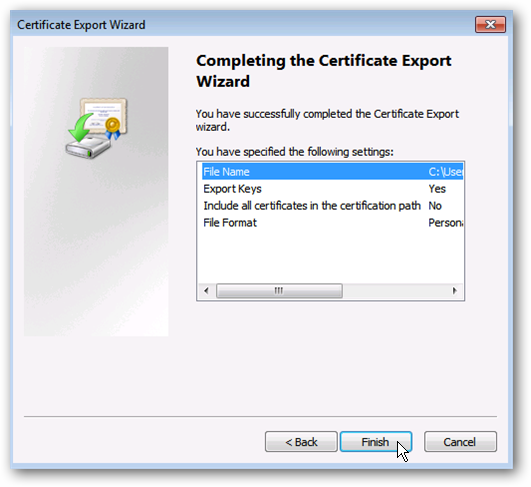 Certificate Export Wizard
Completing the Certificate Export
Wizard
You have successfully completed the Certificate Export
wizard.
You have specified the following settings:
File Name C:\User
Export Keys Yes
Include all certificates in the certification path No
File Format Persona
< Back Finish Cancel